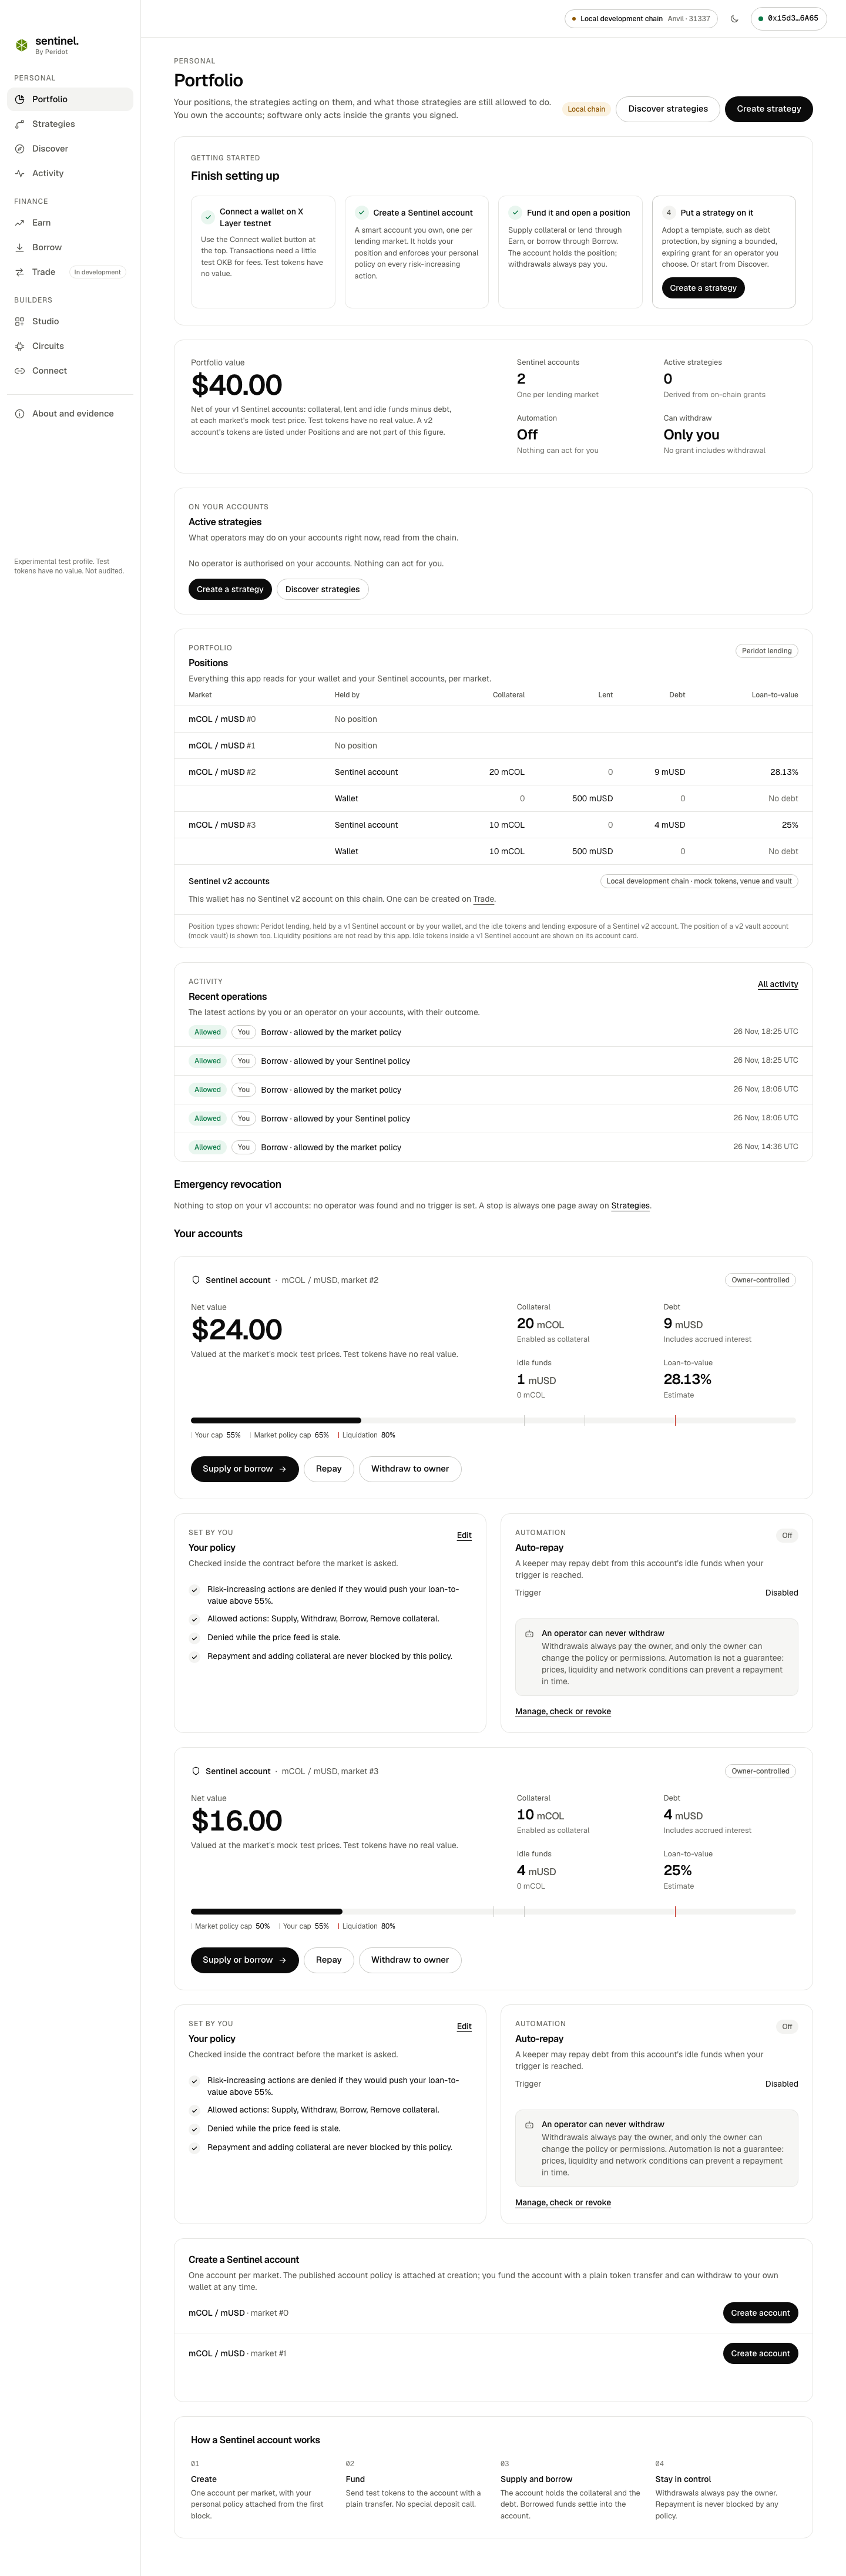 sentinel.
By Peridot
PERSONAL
Portfolio
Strategies
Discover
Activity
FINANCE
Earn
Borrow
Trade In development
BUILDERS
Studio
Circuits
Connect
About and evidence
Experimental test profile. Test
tokens have no value. Not audited.
Local development chain Anvil · 31337
0x15d3…6A65
PERSONAL
Portfolio
Your positions, the strategies acting on them, and what those strategies are still allowed to do.
You own the accounts; software only acts inside the grants you signed.
Local chain
Discover strategies
Create strategy
GETTING STARTED
Finish setting up
Connect a wallet on X
Layer testnet
Use the Connect wallet button at
the top. Transactions need a little
test OKB for fees. Test tokens have
no value.
Create a Sentinel account
A smart account you own, one per
lending market. It holds your
position and enforces your personal
policy on every risk-increasing
action.
Fund it and open a position
Supply collateral or lend through
Earn, or borrow through Borrow.
The account holds the position;
withdrawals always pay you.
4 Put a strategy on it
Adopt a template, such as debt
protection, by signing a bounded,
expiring grant for an operator you
choose. Or start from Discover.
Create a strategy
Portfolio value
$40.00
Net of your v1 Sentinel accounts: collateral, lent and idle funds minus debt,
at each market's mock test price. Test tokens have no real value. A v2
account's tokens are listed under Positions and are not part of this figure.
Sentinel accounts
2
One per lending market
Active strategies
0
Derived from on-chain grants
Automation
Off
Nothing can act for you
Can withdraw
Only you
No grant includes withdrawal
ON YOUR ACCOUNTS
Active strategies
What operators may do on your accounts right now, read from the chain.
No operator is authorised on your accounts. Nothing can act for you.
Create a strategy
Discover strategies
PORTFOLIO
Peridot lending
Positions
Everything this app reads for your wallet and your Sentinel accounts, per market.
Market Held by Collateral Lent Debt Loan-to-value
mCOL / mUSD #0 No position
mCOL / mUSD #1 No position
mCOL / mUSD #2 Sentinel account 20 mCOL 0 9 mUSD 28.13%
Wallet 0 500 mUSD 0 No debt
mCOL / mUSD #3 Sentinel account 10 mCOL 0 4 mUSD 25%
Wallet 10 mCOL 500 mUSD 0 No debt
Sentinel v2 accounts
Local development chain · mock tokens, venue and vault
This wallet has no Sentinel v2 account on this chain. One can be created on Trade.
Position types shown: Peridot lending, held by a v1 Sentinel account or by your wallet, and the idle tokens and lending exposure of a Sentinel v2 account. The position of a v2 vault account
(mock vault) is shown too. Liquidity positions are not read by this app. Idle tokens inside a v1 Sentinel account are shown on its account card.
ACTIVITY
All activity
Recent operations
The latest actions by you or an operator on your accounts, with their outcome.
Allowed You Borrow · allowed by the market policy 26 Nov, 18:25 UTC
Allowed You Borrow · allowed by your Sentinel policy 26 Nov, 18:25 UTC
Allowed You Borrow · allowed by the market policy 26 Nov, 18:06 UTC
Allowed You Borrow · allowed by your Sentinel policy 26 Nov, 18:06 UTC
Allowed You Borrow · allowed by the market policy 26 Nov, 14:36 UTC
Emergency revocation
Nothing to stop on your v1 accounts: no operator was found and no trigger is set. A stop is always one page away on Strategies.
Your accounts
Sentinel account · mCOL / mUSD, market #2
Owner-controlled
Net value
$24.00
Valued at the market's mock test prices. Test tokens have no real value.
Collateral
20 mCOL
Enabled as collateral
Debt
9 mUSD
Includes accrued interest
Idle funds
1 mUSD
0 mCOL
Loan-to-value
28.13%
Estimate
Your cap 55% Market policy cap 65% Liquidation 80%
Supply or borrow →
Repay
Withdraw to owner
SET BY YOU
Edit
Your policy
Checked inside the contract before the market is asked.
Risk-increasing actions are denied if they would push your loan-to-
value above 55%.
Allowed actions: Supply, Withdraw, Borrow, Remove collateral.
Denied while the price feed is stale.
Repayment and adding collateral are never blocked by this policy.
AUTOMATION
Off
Auto-repay
A keeper may repay debt from this account's idle funds when your
trigger is reached.
Trigger Disabled
An operator can never withdraw
Withdrawals always pay the owner, and only the owner can
change the policy or permissions. Automation is not a guarantee:
prices, liquidity and network conditions can prevent a repayment
in time.
Manage, check or revoke
Sentinel account · mCOL / mUSD, market #3
Owner-controlled
Net value
$16.00
Valued at the market's mock test prices. Test tokens have no real value.
Collateral
10 mCOL
Enabled as collateral
Debt
4 mUSD
Includes accrued interest
Idle funds
4 mUSD
0 mCOL
Loan-to-value
25%
Estimate
Market policy cap 50% Your cap 55% Liquidation 80%
Supply or borrow →
Repay
Withdraw to owner
SET BY YOU
Edit
Your policy
Checked inside the contract before the market is asked.
Risk-increasing actions are denied if they would push your loan-to-
value above 55%.
Allowed actions: Supply, Withdraw, Borrow, Remove collateral.
Denied while the price feed is stale.
Repayment and adding collateral are never blocked by this policy.
AUTOMATION
Off
Auto-repay
A keeper may repay debt from this account's idle funds when your
trigger is reached.
Trigger Disabled
An operator can never withdraw
Withdrawals always pay the owner, and only the owner can
change the policy or permissions. Automation is not a guarantee:
prices, liquidity and network conditions can prevent a repayment
in time.
Manage, check or revoke
Create a Sentinel account
One account per market. The published account policy is attached at creation; you fund the account with a plain token transfer and can withdraw to your own
wallet at any time.
mCOL / mUSD · market #0 Create account
mCOL / mUSD · market #1 Create account
How a Sentinel account works
01
Create
One account per market, with your
personal policy attached from the first
block.
02
Fund
Send test tokens to the account with a
plain transfer. No special deposit call.
03
Supply and borrow
The account holds the collateral and the
debt. Borrowed funds settle into the
account.
04
Stay in control
Withdrawals always pay the owner.
Repayment is never blocked by any
policy.